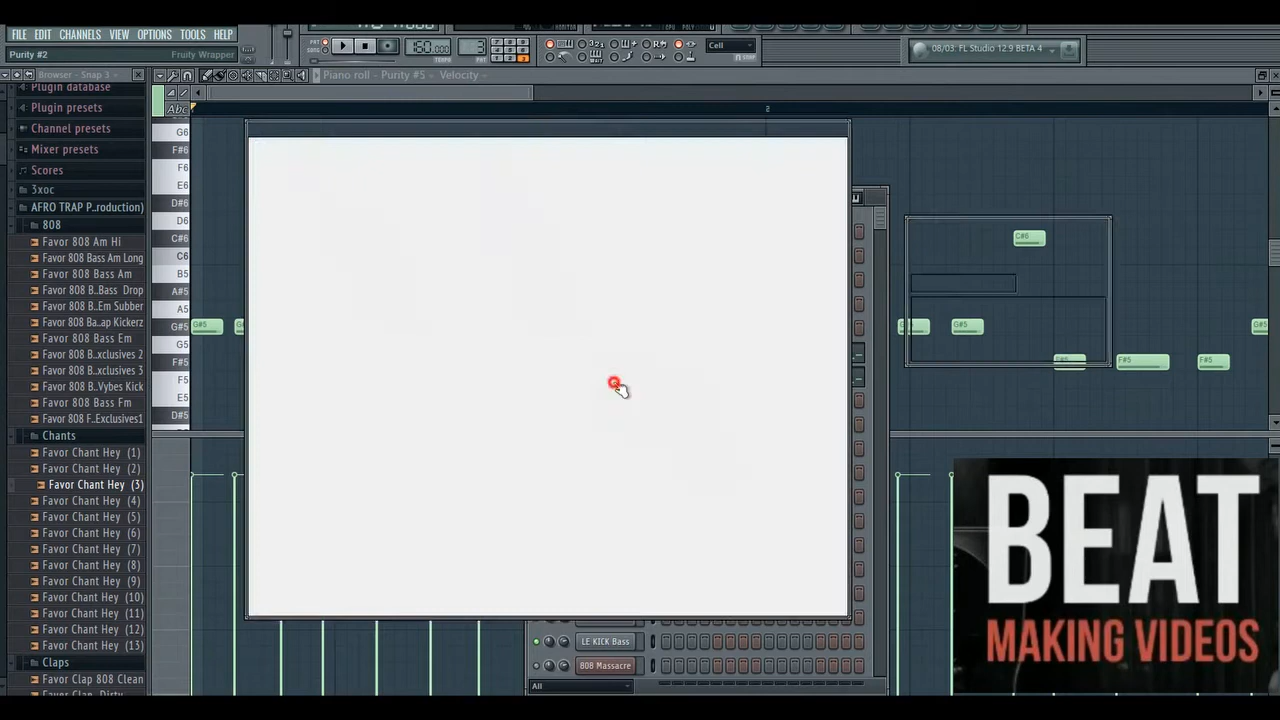 FILE EDIT CHANNELS VIEW OPTIONS TOOLS HELP
Purity #2
Fruity Wrapper
160.000
3
Cell
08/03: FL Studio 12.9 BETA 4
Browser - Snap 3
Piano roll - Purity #5 - Velocity
Abc
2
Plugin database
Plugin presets
Channel presets
Mixer presets
Scores
3xoc
AFRO TRAP P..roduction)
808
Favor 808 Am Hi
Favor 808 Bass Am Long
Favor 808 Bass Am
Favor 808 B..Bass Drop
Favor 808 B..Em Subber
Favor 808 Ba..ap Kickerz
Favor 808 Bass Em
Favor 808 B..xclusives 2
Favor 808 B..xclusives 3
Favor 808 B..Vybes Kick
Favor 808 Bass Fm
Favor 808 F..Exclusives1
Chants
Favor Chant Hey (1)
Favor Chant Hey (2)
Favor Chant Hey (3)
Favor Chant Hey (4)
Favor Chant Hey (5)
Favor Chant Hey (6)
Favor Chant Hey (7)
Favor Chant Hey (8)
Favor Chant Hey (9)
Favor Chant Hey (10)
Favor Chant Hey (11)
Favor Chant Hey (12)
Favor Chant Hey (13)
Claps
Favor Clap 808 Clean
Favor Clap Dirty
G6
F#6
F6
E6
D#6
D6
C#6
C6
B5
A#5
A5
G#5
G5
F#5
F5
E5
D#5
C#6
G#5
G#5
G#5
F#5
F#5
LE KICK Bass
808 Massacre
All
BEAT
MAKING VIDEOS